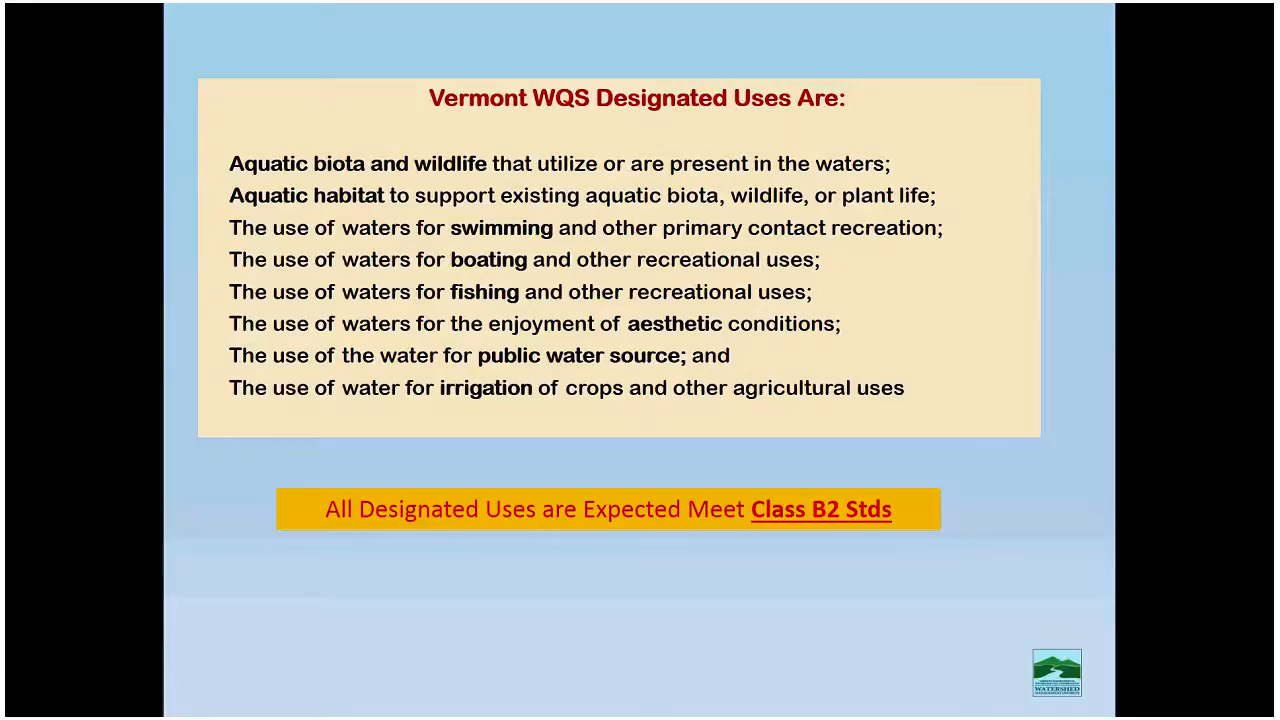 Vermont WQS Designated Uses Are:
Aquatic biota and wildlife that utilize or are present in the waters;
Aquatic habitat to support existing aquatic biota, wildlife, or plant life;
The use of waters for swimming and other primary contact recreation;
The use of waters for boating and other recreational uses;
The use of waters for fishing and other recreational uses;
The use of waters for the enjoyment of aesthetic conditions;
The use of the water for public water source; and
The use of water for irrigation of crops and other agricultural uses
All Designated Uses are Expected Meet Class B2 Stds
WATERSHED